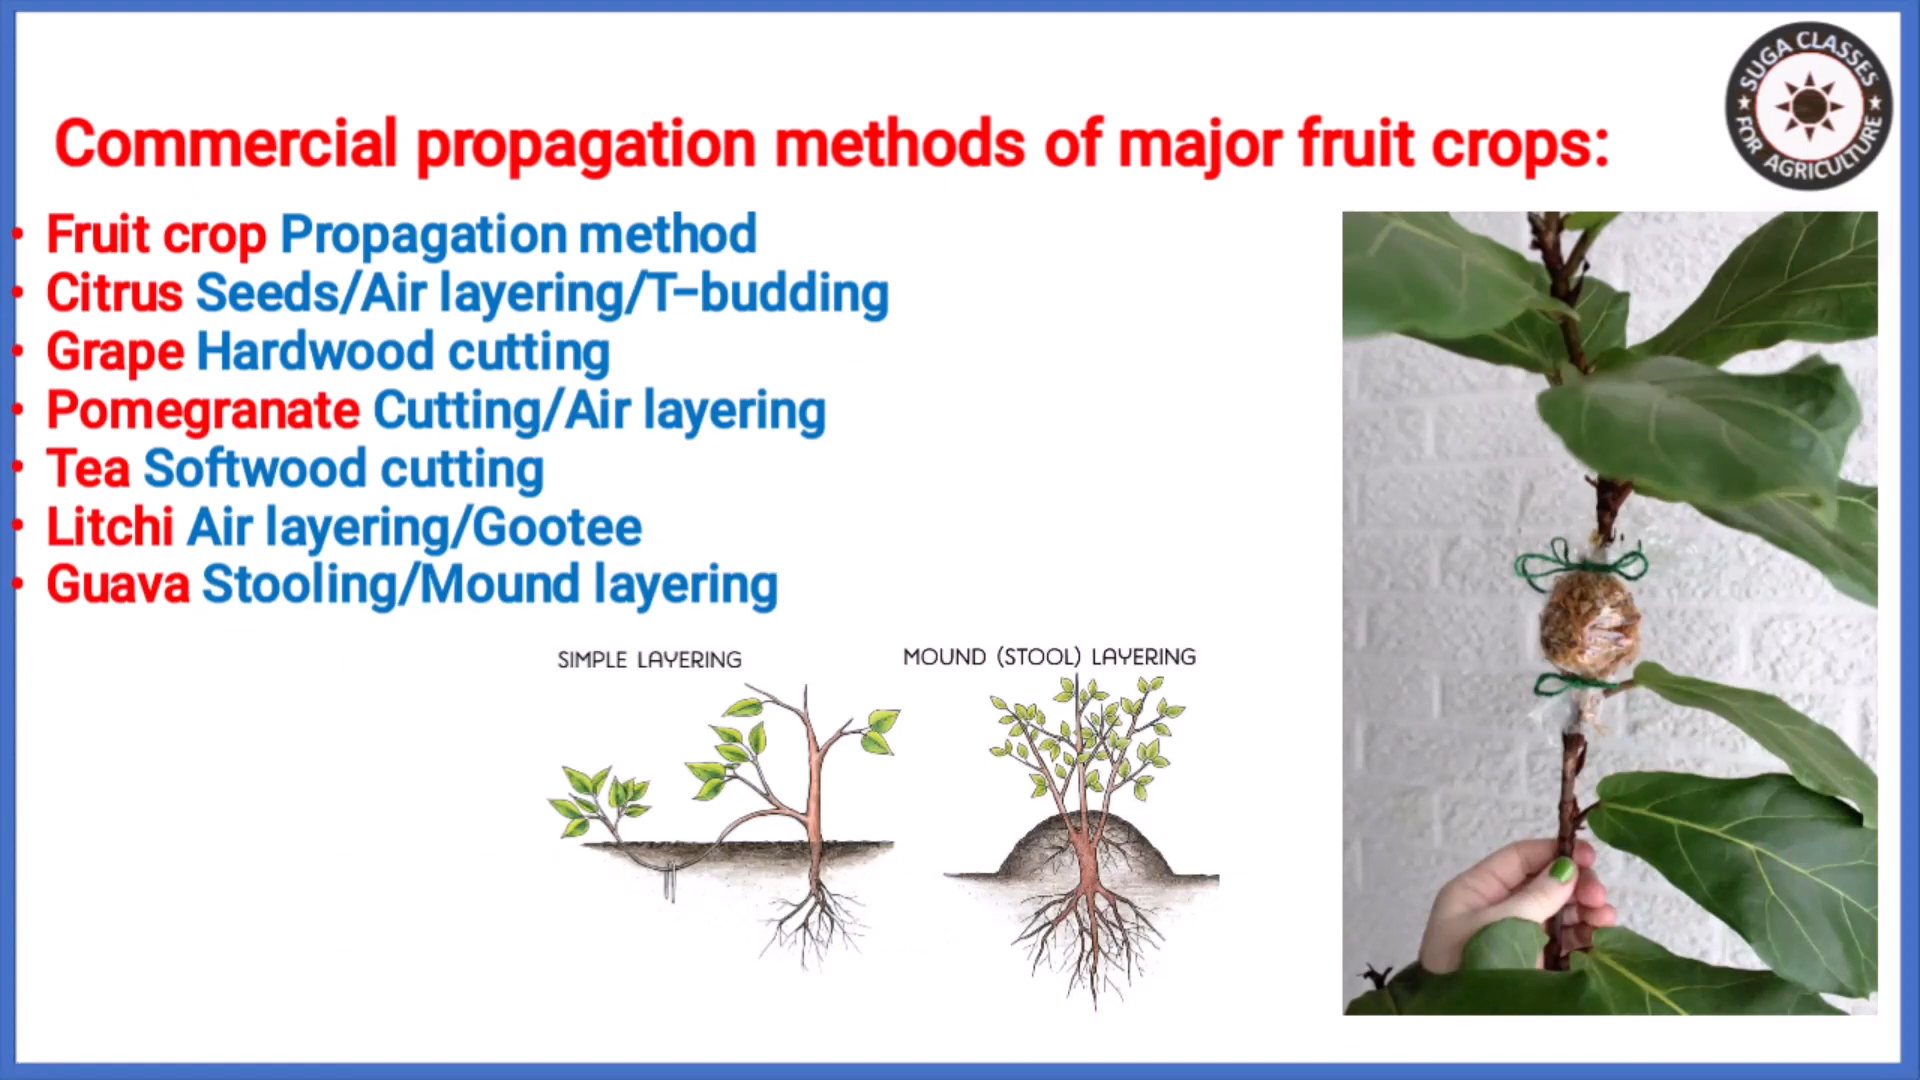 Commercial propagation methods of major fruit crops:
• Fruit crop Propagation method
• Citrus Seeds/Air layering/T-budding
• Grape Hardwood cutting
• Pomegranate Cutting/Air layering
• Tea Softwood cutting
• Litchi Air layering/Gootee
• Guava Stooling/Mound layering
SIMPLE LAYERING
MOUND (STOOL) LAYERING
SUGA CLASSES
FOR AGRICULTURE